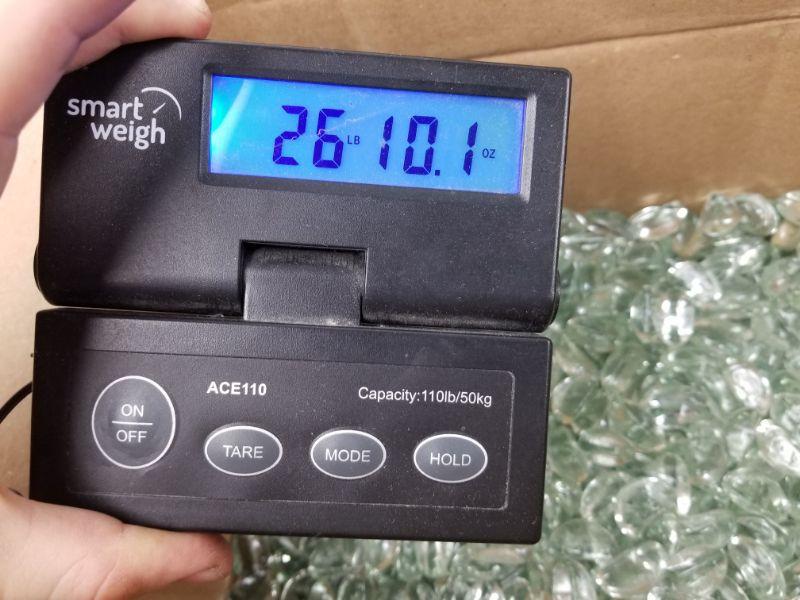 smart
weigh
26 LB 10.1 OZ
ACE110
Capacity:110lb/50kg
ON
OFF
TARE
MODE
HOLD